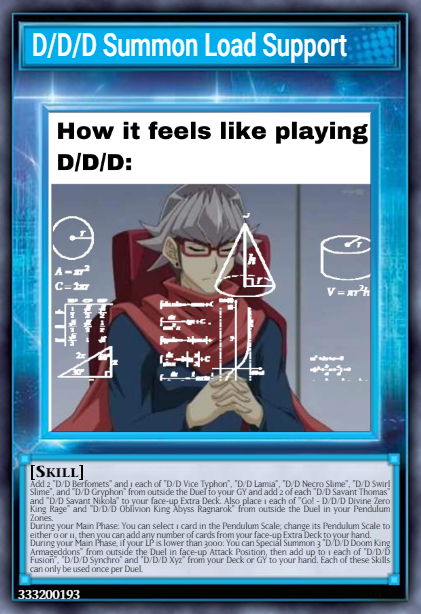 D/D/D Summon Load Support
How it feels like playing
D/D/D:
r
A = πr²
C = 2πr
h
r
r
V = πr²h
30° 45° 60°
2x
x
30°
[SKILL]
Add 2 "D/D Berfomets" and 1 each of "D/D Vice Typhon", "D/D Lamia", "D/D Necro Slime", "D/D Swirl
Slime", and "D/D Gryphon" from outside the Duel to your GY and add 2 of each "D/D Savant Thomas"
and "D/D Savant Nikola" to your face-up Extra Deck. Also place 1 each of "Go! - D/D/D Divine Zero
King Rage" and "D/D/D Oblivion King Abyss Ragnarok" from outside the Duel in your Pendulum
Zones.
During your Main Phase: You can select 1 card in the Pendulum Scale; change its Pendulum Scale to
either 0 or 11, then you can add any number of cards from your face-up Extra Deck to your hand.
During your Main Phase, if your LP is lower than 3000: You can Special Summon 3 "D/D/D Doom King
Armageddons" from outside the Duel in face-up Attack Position, then add up to 1 each of "D/D/D
Fusion", "D/D/D Synchro" and "D/D Xyz" from your Deck or GY to your hand. Each of these Skills
can only be used once per Duel.
333200193